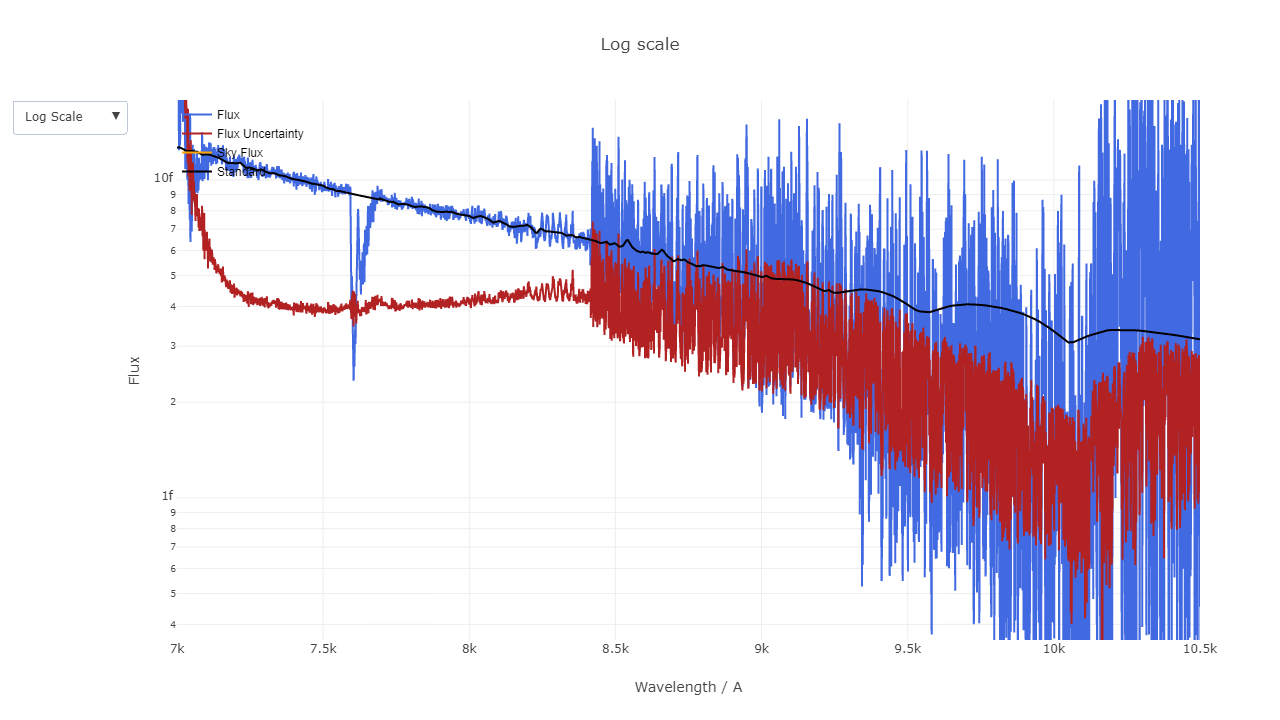 Log scale
Log Scale ▼
Flux
Flux Uncertainty
Sky Flux
Standard
Flux
10f
9
8
7
6
5
4
3
2
1f
9
8
7
6
5
4
7k 7.5k 8k 8.5k 9k 9.5k 10k 10.5k
Wavelength / A